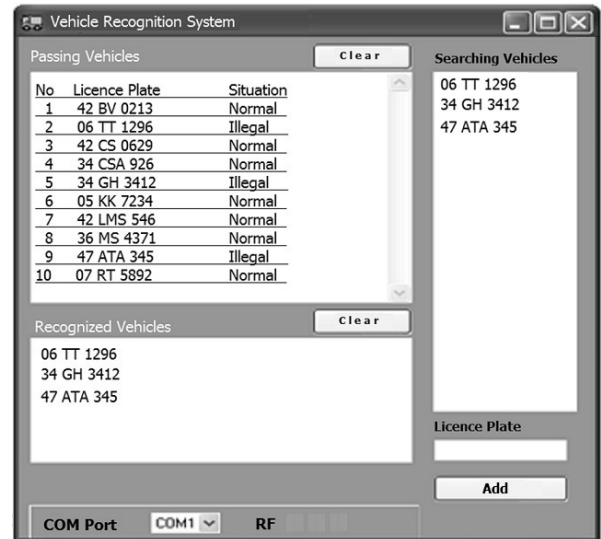 Vehicle Recognition System
Passing Vehicles
Clear
No Licence Plate Situation
1 42 BV 0213 Normal
2 06 TT 1296 Illegal
3 42 CS 0629 Normal
4 34 CSA 926 Normal
5 34 GH 3412 Illegal
6 05 KK 7234 Normal
7 42 LMS 546 Normal
8 36 MS 4371 Normal
9 47 ATA 345 Illegal
10 07 RT 5892 Normal
Recognized Vehicles
Clear
06 TT 1296
34 GH 3412
47 ATA 345
COM Port COM1 RF
Searching Vehicles
06 TT 1296
34 GH 3412
47 ATA 345
Licence Plate
Add